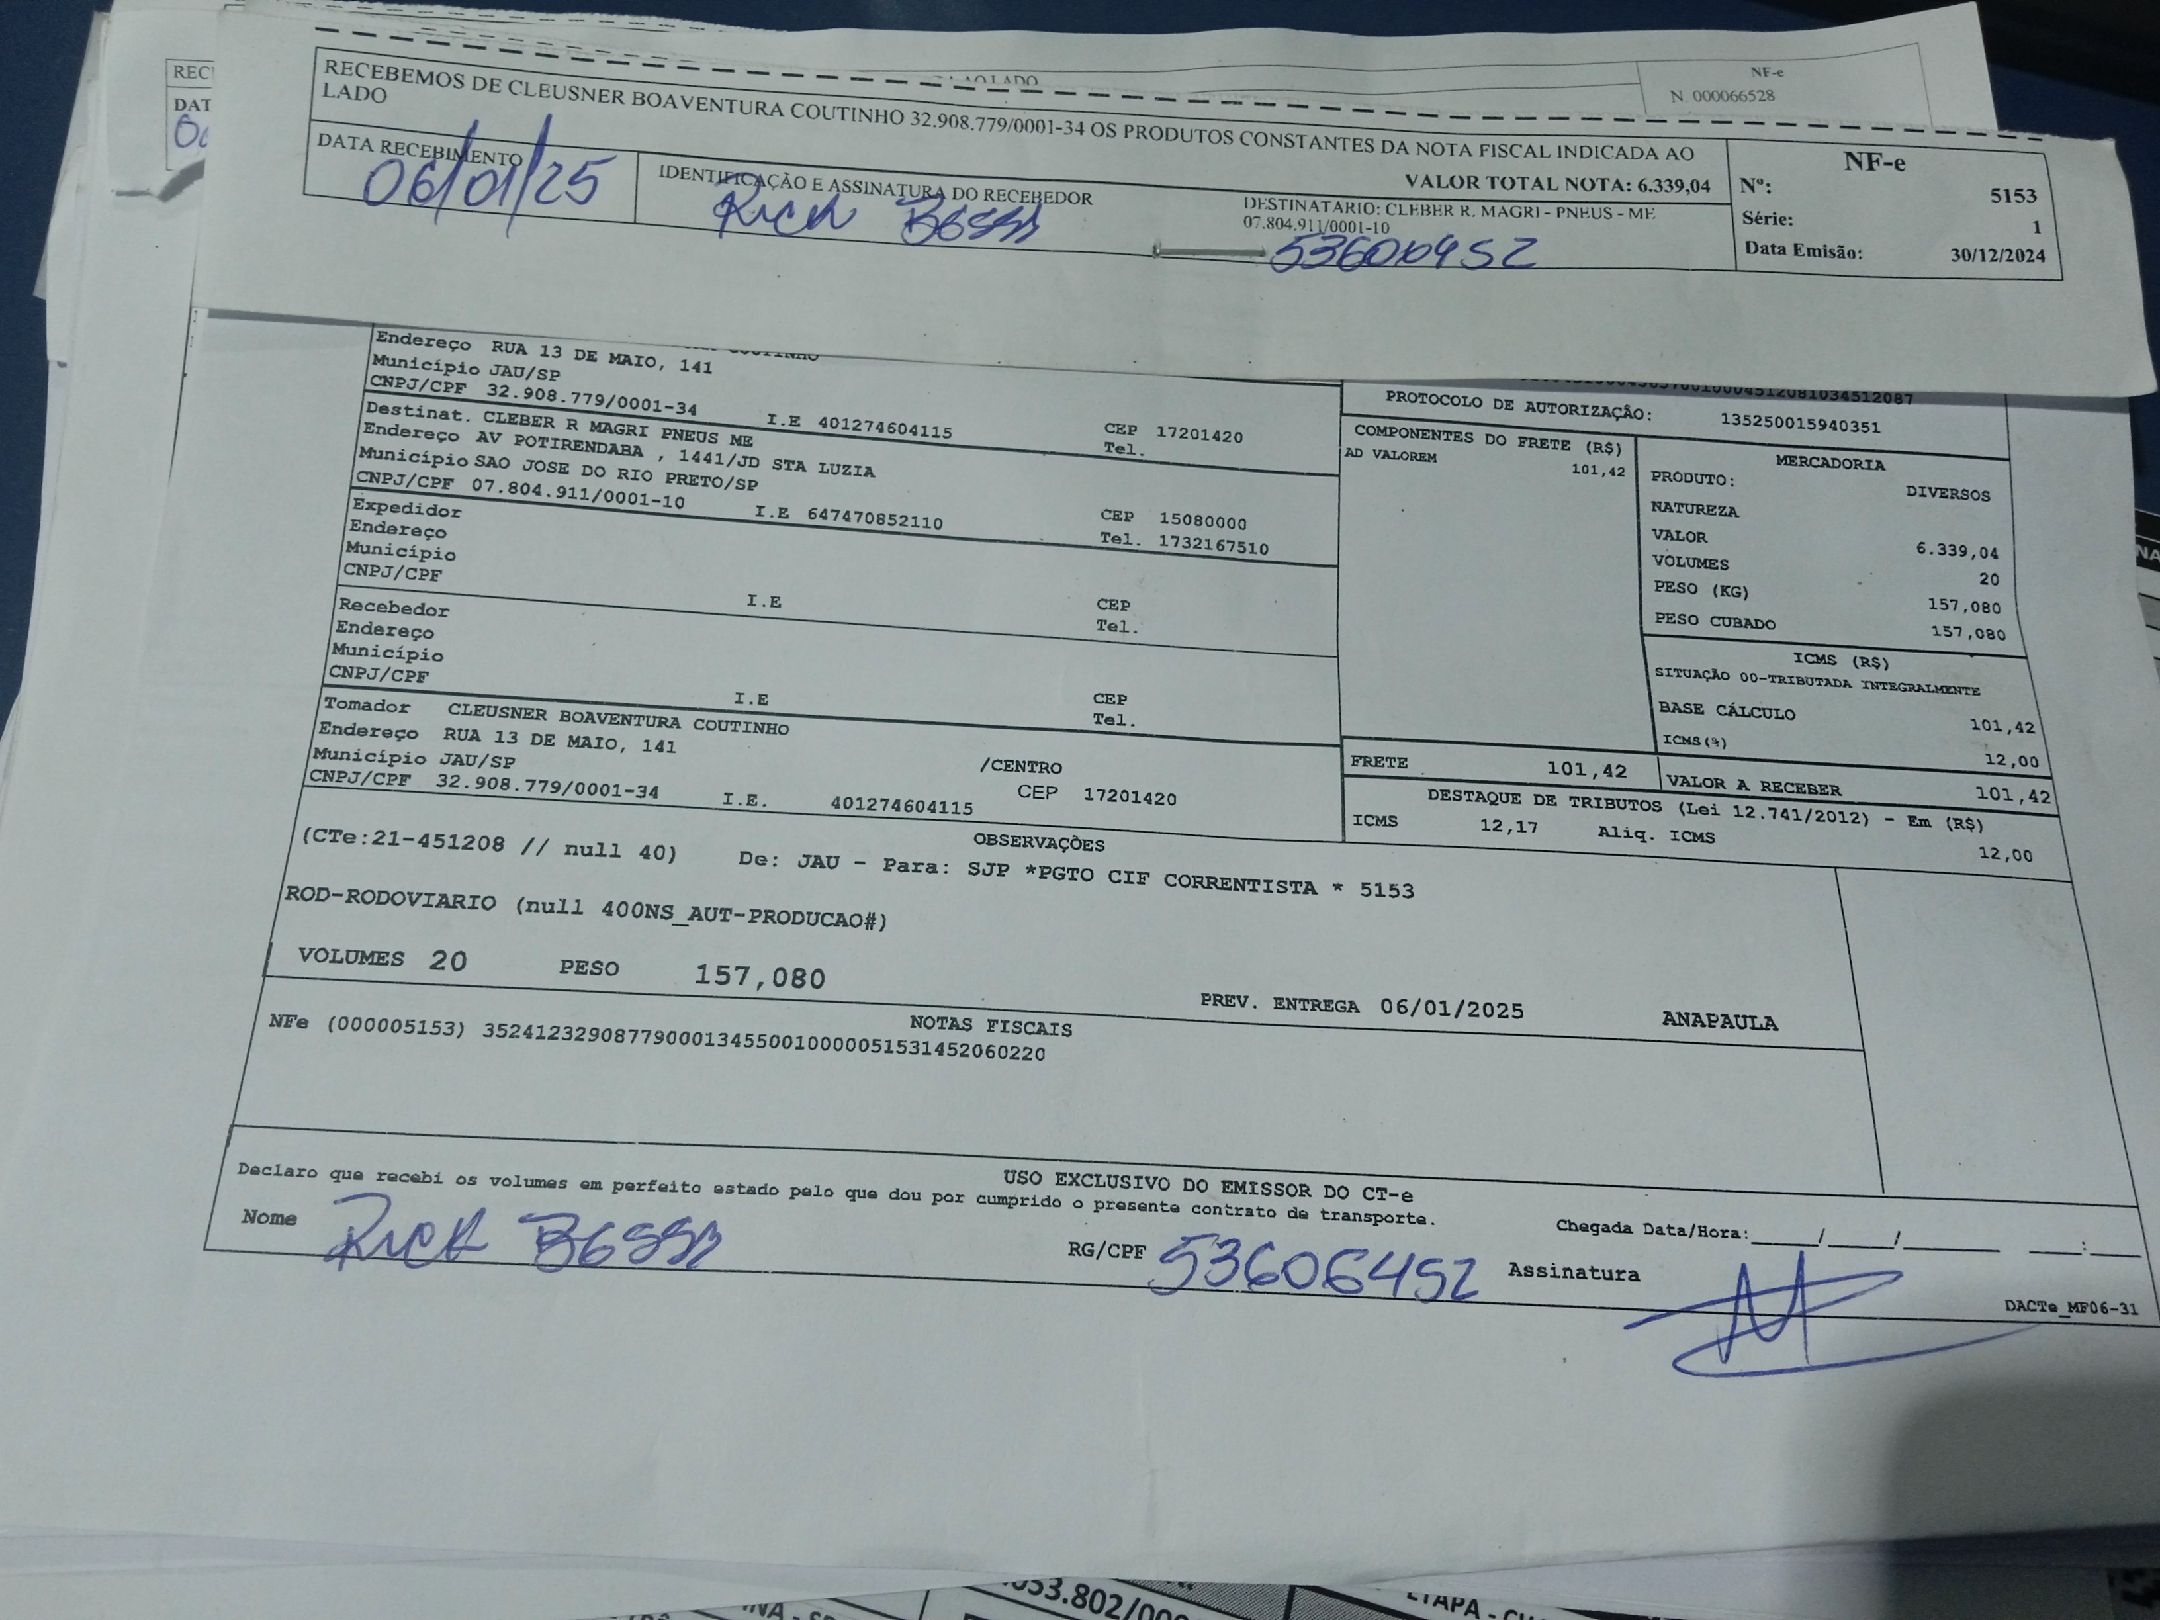 NF-e
N 000066528
REC
DAT
RECEBEMOS DE CLEUSNER BOAVENTURA COUTINHO 32.908.779/0001-34 OS PRODUTOS CONSTANTES DA NOTA FISCAL INDICADA AO
LADO
VALOR TOTAL NOTA: 6.339,04
DATA RECEBIMENTO
06/01/25
IDENTIFICAÇÃO E ASSINATURA DO RECEBEDOR
Rick
DESTINATARIO: CLEBER R. MAGRI - PNEUS - ME
07.804.911/0001-10
53606452
NF-e
Nº: 5153
Série: 1
Data Emissão: 30/12/2024
COUTINHO
Endereço RUA 13 DE MAIO, 141
Município JAU/SP
CNPJ/CPF 32.908.779/0001-34 I.E 401274604115 CEP 17201420
Tel.
Destinat. CLEBER R MAGRI PNEUS ME
Endereço AV POTIRENDABA , 1441/JD STA LUZIA
Município SAO JOSE DO RIO PRETO/SP
CNPJ/CPF 07.804.911/0001-10 I.E 647470852110 CEP 15080000
Tel. 1732167510
Expedidor
Endereço
Município
CNPJ/CPF I.E CEP
Tel.
Recebedor
Endereço
Município
CNPJ/CPF I.E CEP
Tel.
Tomador CLEUSNER BOAVENTURA COUTINHO
Endereço RUA 13 DE MAIO, 141 /CENTRO
Município JAU/SP CEP 17201420
CNPJ/CPF 32.908.779/0001-34 I.E. 401274604115
PROTOCOLO DE AUTORIZAÇÃO: 135250015940351
COMPONENTES DO FRETE (R$)
AD VALOREM 101,42
MERCADORIA
PRODUTO: DIVERSOS
NATUREZA
VALOR 6.339,04
VOLUMES 20
PESO (KG) 157,080
PESO CUBADO 157,080
ICMS (R$)
SITUAÇÃO 00-TRIBUTADA INTEGRALMENTE
BASE CÁLCULO 101,42
ICMS(%) 12,00
FRETE 101,42 VALOR A RECEBER 101,42
DESTAQUE DE TRIBUTOS (Lei 12.741/2012) - Em (R$)
ICMS 12,17 Aliq. ICMS 12,00
OBSERVAÇÕES
(CTe:21-451208 // null 40) De: JAU - Para: SJP *PGTO CIF CORRENTISTA * 5153
ROD-RODOVIARIO (null 400NS_AUT-PRODUCAO#)
VOLUMES 20 PESO 157,080
PREV. ENTREGA 06/01/2025 ANAPAULA
NOTAS FISCAIS
NFe (000005153) 35241232908779000134550010000051531452060220
USO EXCLUSIVO DO EMISSOR DO CT-e
Declaro que recebi os volumes em perfeito estado pelo que dou por cumprido o presente contrato de transporte.
Nome Rick
RG/CPF 53606452
Chegada Data/Hora:_____/_____/________ ____:____
Assinatura
DACTe_MF06-31